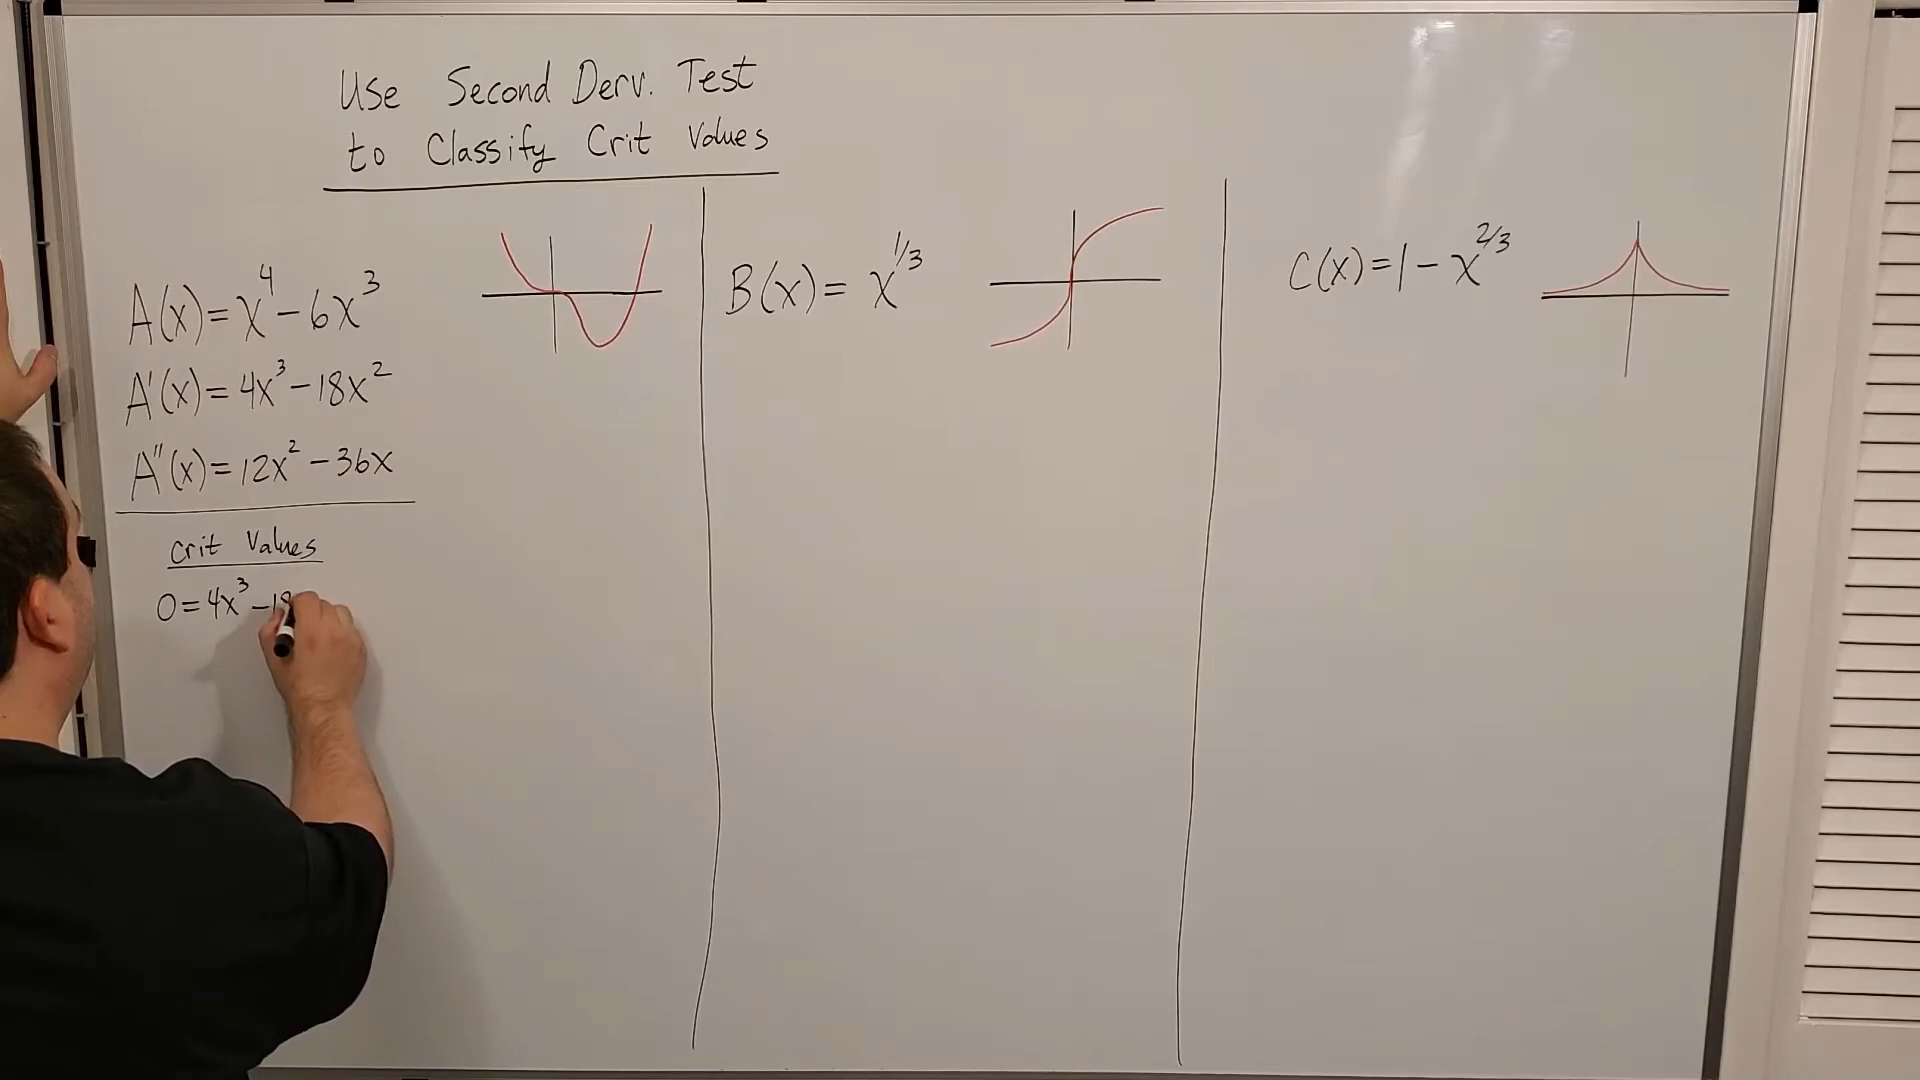 Use Second Derv. Test
to Classify Crit Values
A(x) = x⁴ - 6x³
A'(x) = 4x³ - 18x²
A''(x) = 12x² - 36x
Crit Values
0 = 4x³ - 18
B(x) = x^1/3
C(x) = 1 - x^2/3